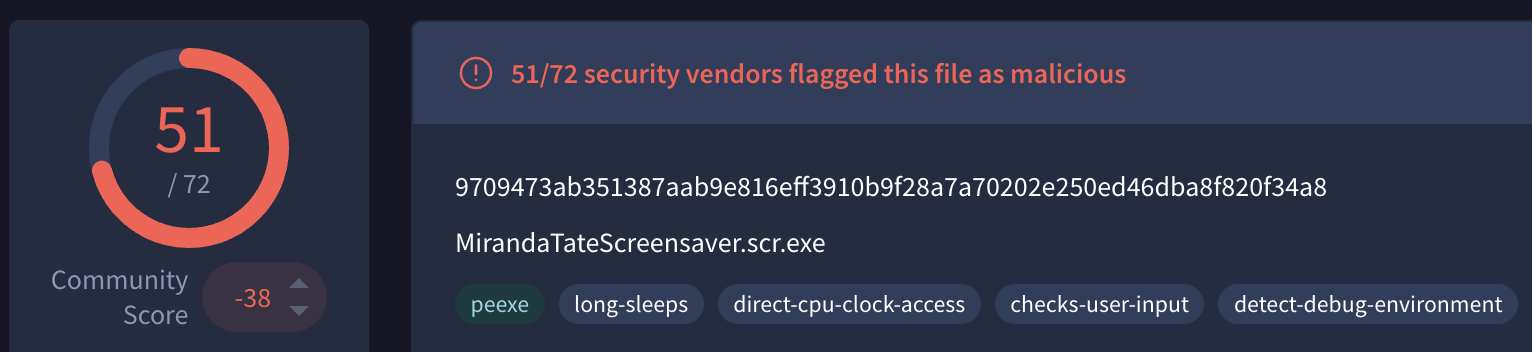 51
/ 72
Community
Score
-38
51/72 security vendors flagged this file as malicious
9709473ab351387aab9e816eff3910b9f28a7a70202e250ed46dba8f820f34a8
MirandaTateScreensaver.scr.exe
peexe long-sleeps direct-cpu-clock-access checks-user-input detect-debug-environment